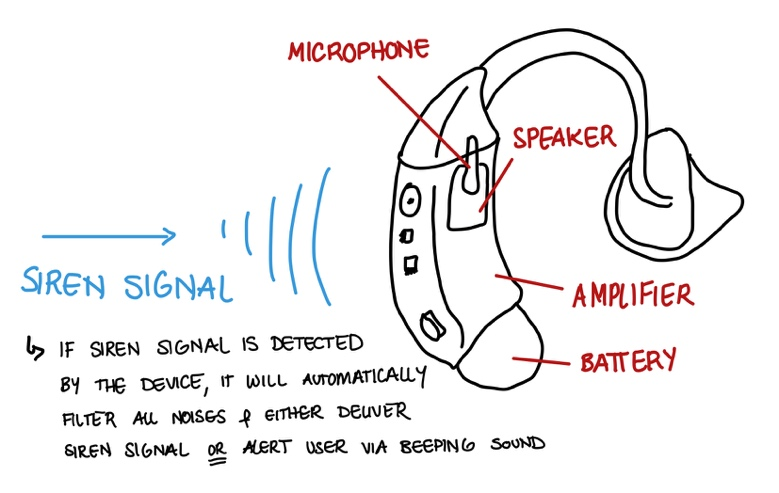 MICROPHONE
SPEAKER
SIREN SIGNAL
AMPLIFIER
BATTERY
↳ IF SIREN SIGNAL IS DETECTED
BY THE DEVICE, IT WILL AUTOMATICALLY
FILTER ALL NOISES & EITHER DELIVER
SIREN SIGNAL OR ALERT USER VIA BEEPING SOUND